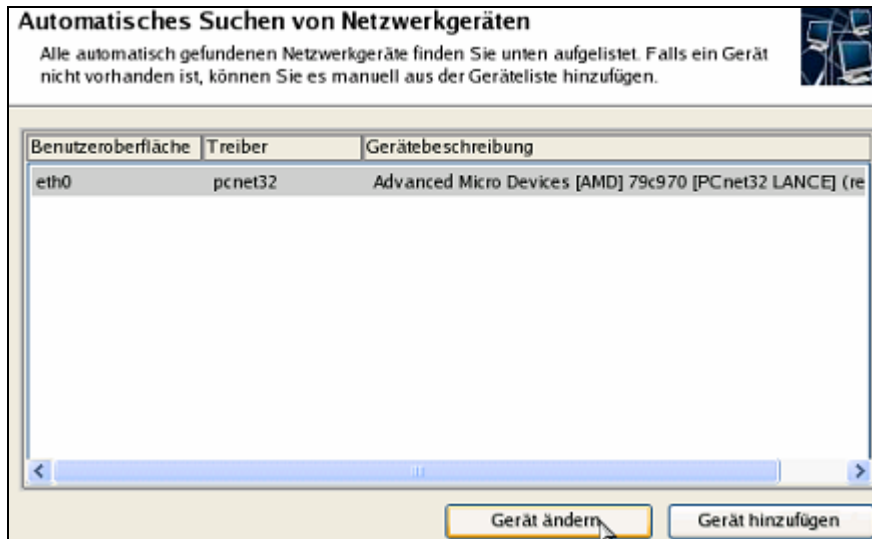 Automatisches Suchen von Netzwerkgeräten
Alle automatisch gefundenen Netzwerkgeräte finden Sie unten aufgelistet. Falls ein Gerät
nicht vorhanden ist, können Sie es manuell aus der Geräteliste hinzufügen.
Benutzeroberfläche Treiber Gerätebeschreibung
eth0 pcnet32 Advanced Micro Devices [AMD] 79c970 [PCnet32 LANCE] (re
Gerät ändern Gerät hinzufügen